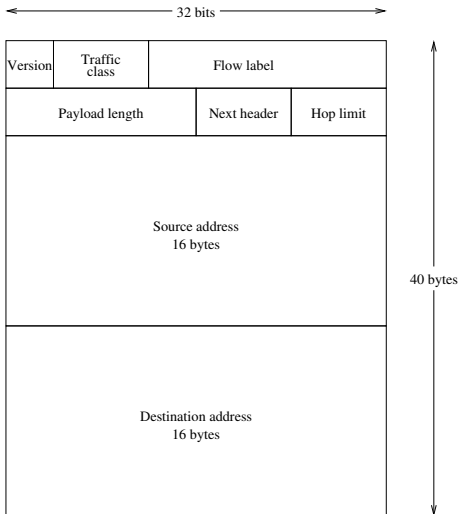 32 bits
Version
Traffic
class
Flow label
Payload length
Next header
Hop limit
Source address
16 bytes
40 bytes
Destination address
16 bytes